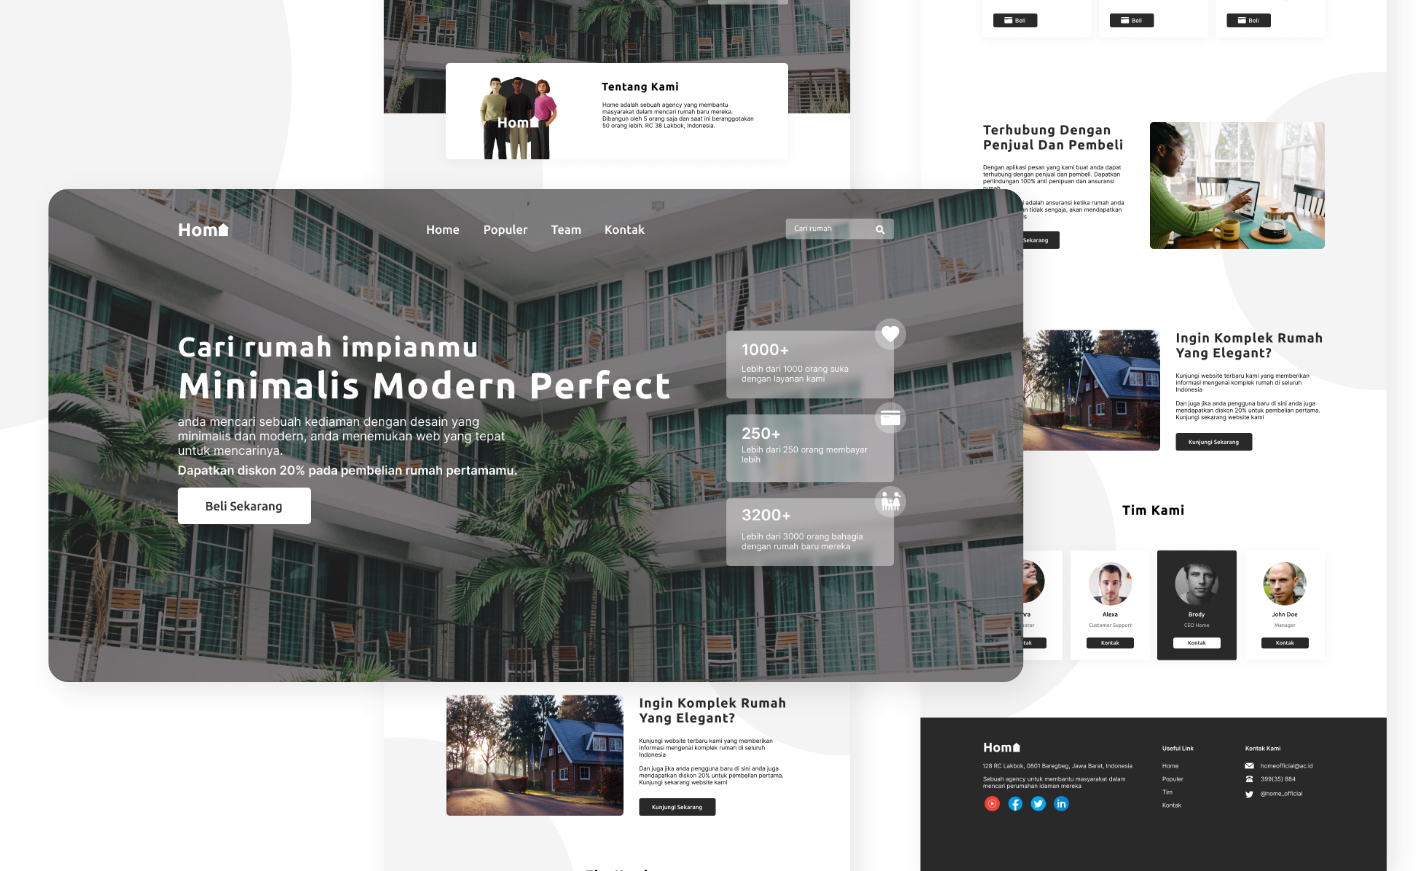 Beli
Beli
Beli
Tentang Kami
Home adalah sebuah agency yang membantu
masyarakat dalam mencari rumah baru mereka.
Dibangun oleh 5 orang saja dan saat ini beranggotakan
50 orang lebih. RC 38 Lakbok, Indonesia.
Hom
Terhubung Dengan
Penjual Dan Pembeli
Dengan aplikasi pesan yang kami buat anda dapat
terhubung dengan penjual dan pembeli. Dapatkan
perlindungan 100% anti penipuan dan ansuransi
rumah.
adalah ansuransi ketika rumah anda
tidak sengaja, akan mendapatkan
Sekarang
Hom
Home
Populer
Team
Kontak
Cari rumah
Cari rumah impianmu
Minimalis Modern Perfect
anda mencari sebuah kediaman dengan desain yang
minimalis dan modern, anda menemukan web yang tepat
untuk mencarinya.
Dapatkan diskon 20% pada pembelian rumah pertamamu.
Beli Sekarang
1000+
Lebih dari 1000 orang suka
dengan layanan kami
250+
Lebih dari 250 orang membayar
lebih
3200+
Lebih dari 3000 orang bahagia
dengan rumah baru mereka
Ingin Komplek Rumah
Yang Elegant?
Kunjungi website terbaru kami yang memberikan
informasi mengenai komplek rumah di seluruh
Indonesia
Dan juga jika anda pengguna baru di sini anda juga
mendapatkan diskon 20% untuk pembelian pertama.
Kunjungi sekarang website kami
Kunjungi Sekarang
Tim Kami
Alexa
Customer Support
Kontak
Brody
CEO Home
Kontak
John Doe
Manager
Kontak
Ingin Komplek Rumah
Yang Elegant?
Kunjungi website terbaru kami yang memberikan
informasi mengenai komplek rumah di seluruh
Indonesia
Dan juga jika anda pengguna baru di sini anda juga
mendapatkan diskon 20% untuk pembelian pertama.
Kunjungi sekarang website kami
Kunjungi Sekarang
Hom
128 RC Lakbok, 0801 Baregbeg, Jawa Barat, Indonesia
Sebuah agency untuk membantu masyarakat dalam
mencari perumahan idaman mereka
Useful Link
Home
Populer
Tim
Kontak
Kontak Kami
homeofficial@ac.id
399(35) 884
@home_official